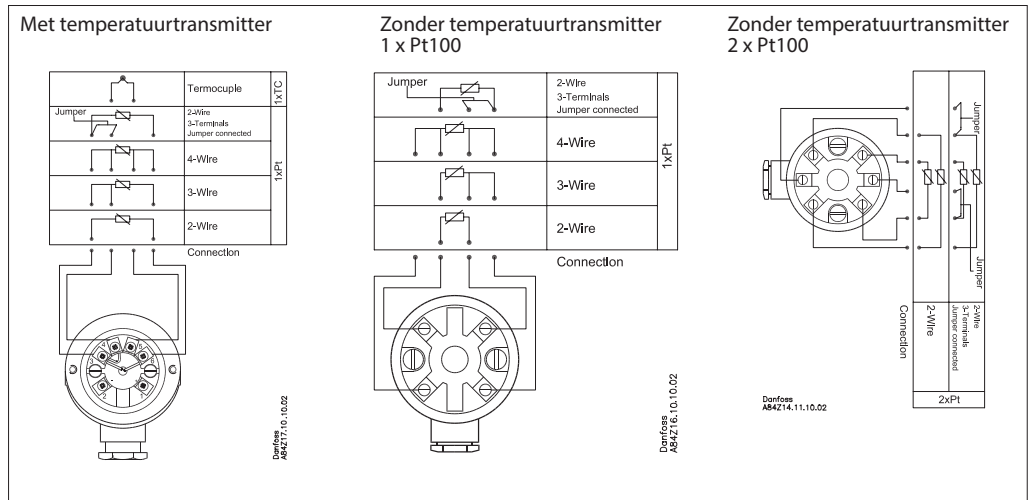 Met temperatuurtransmitter
Termocuple
1xTC
Jumper
2-Wire
3-Terminals
Jumper connected
4-Wire
3-Wire
2-Wire
1xPt
Connection
Danfoss
A84Z17.10.10.02
Zonder temperatuurtransmitter
1 x Pt100
Jumper
2-Wire
3-Terminals
Jumper connected
4-Wire
3-Wire
2-Wire
1xPt
Connection
Danfoss
A84Z16.10.10.02
Zonder temperatuurtransmitter
2 x Pt100
Jumper
Jumper
Connection
2-Wire
2-Wire
3-Terminals
Jumper connected
2xPt
Danfoss
A84Z14.11.10.02